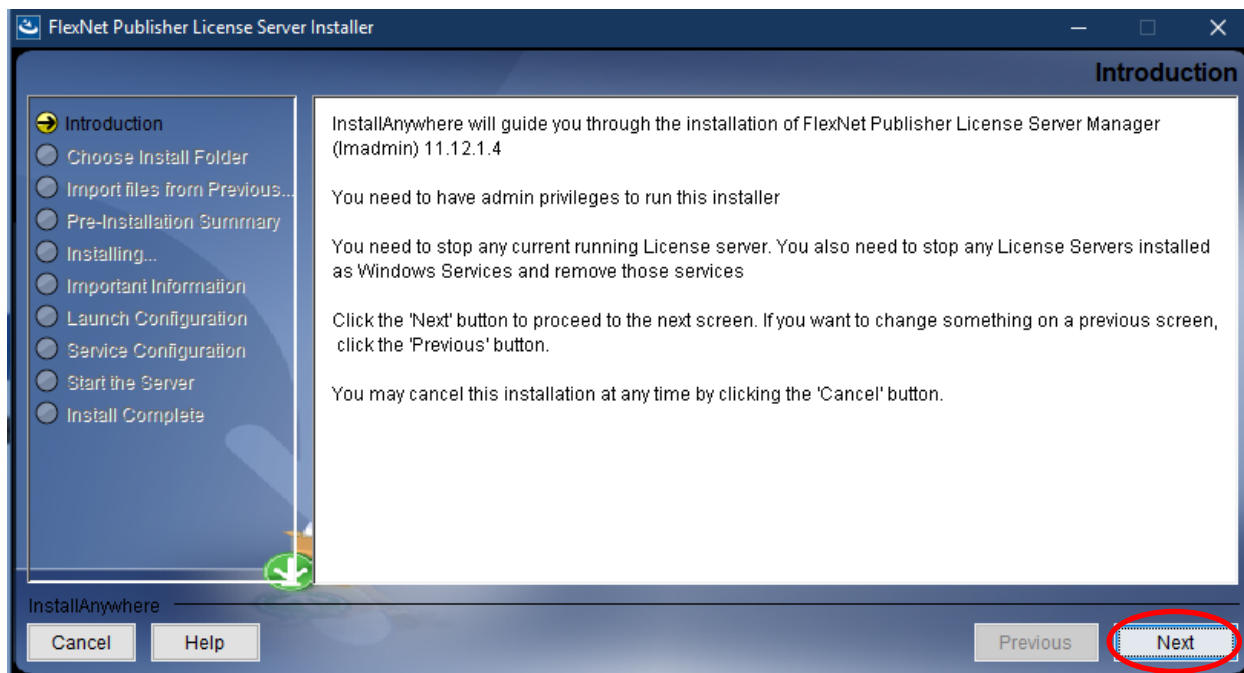 FlexNet Publisher License Server Installer
Introduction
Introduction
Choose Install Folder
Import files from Previous...
Pre-Installation Summary
Installing...
Important Information
Launch Configuration
Service Configuration
Start the Server
Install Complete
InstallAnywhere will guide you through the installation of FlexNet Publisher License Server Manager
(lmadmin) 11.12.1.4
You need to have admin privileges to run this installer
You need to stop any current running License server. You also need to stop any License Servers installed
as Windows Services and remove those services
Click the 'Next' button to proceed to the next screen. If you want to change something on a previous screen,
click the 'Previous' button.
You may cancel this installation at any time by clicking the 'Cancel' button.
InstallAnywhere
Cancel Help Previous Next